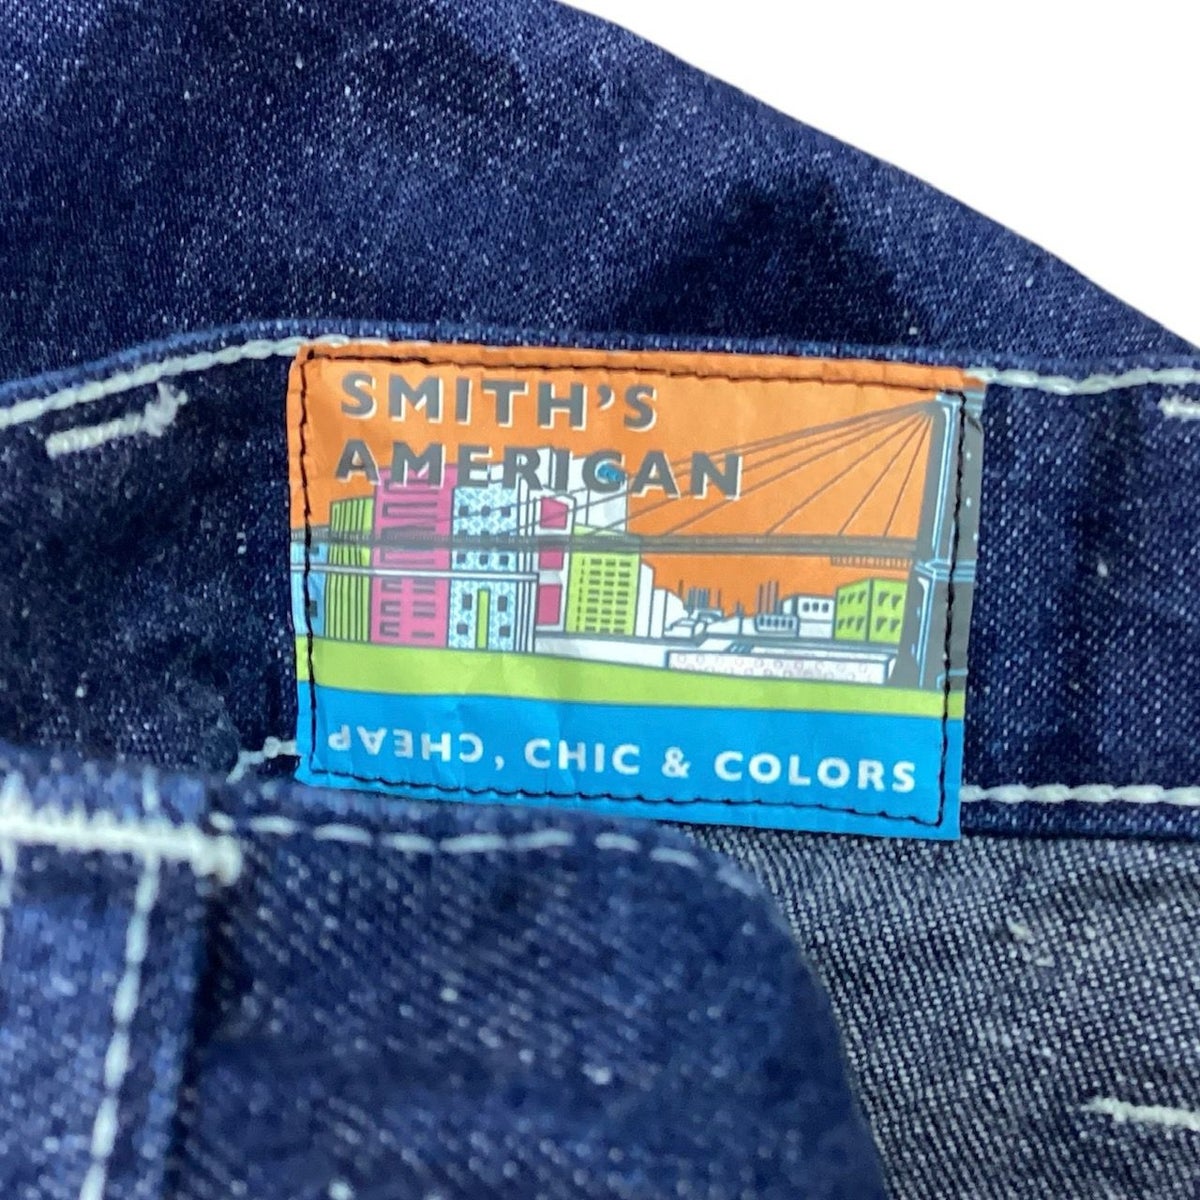 SMITH'S
AMERICAN
CHEAP, CHIC & COLORS